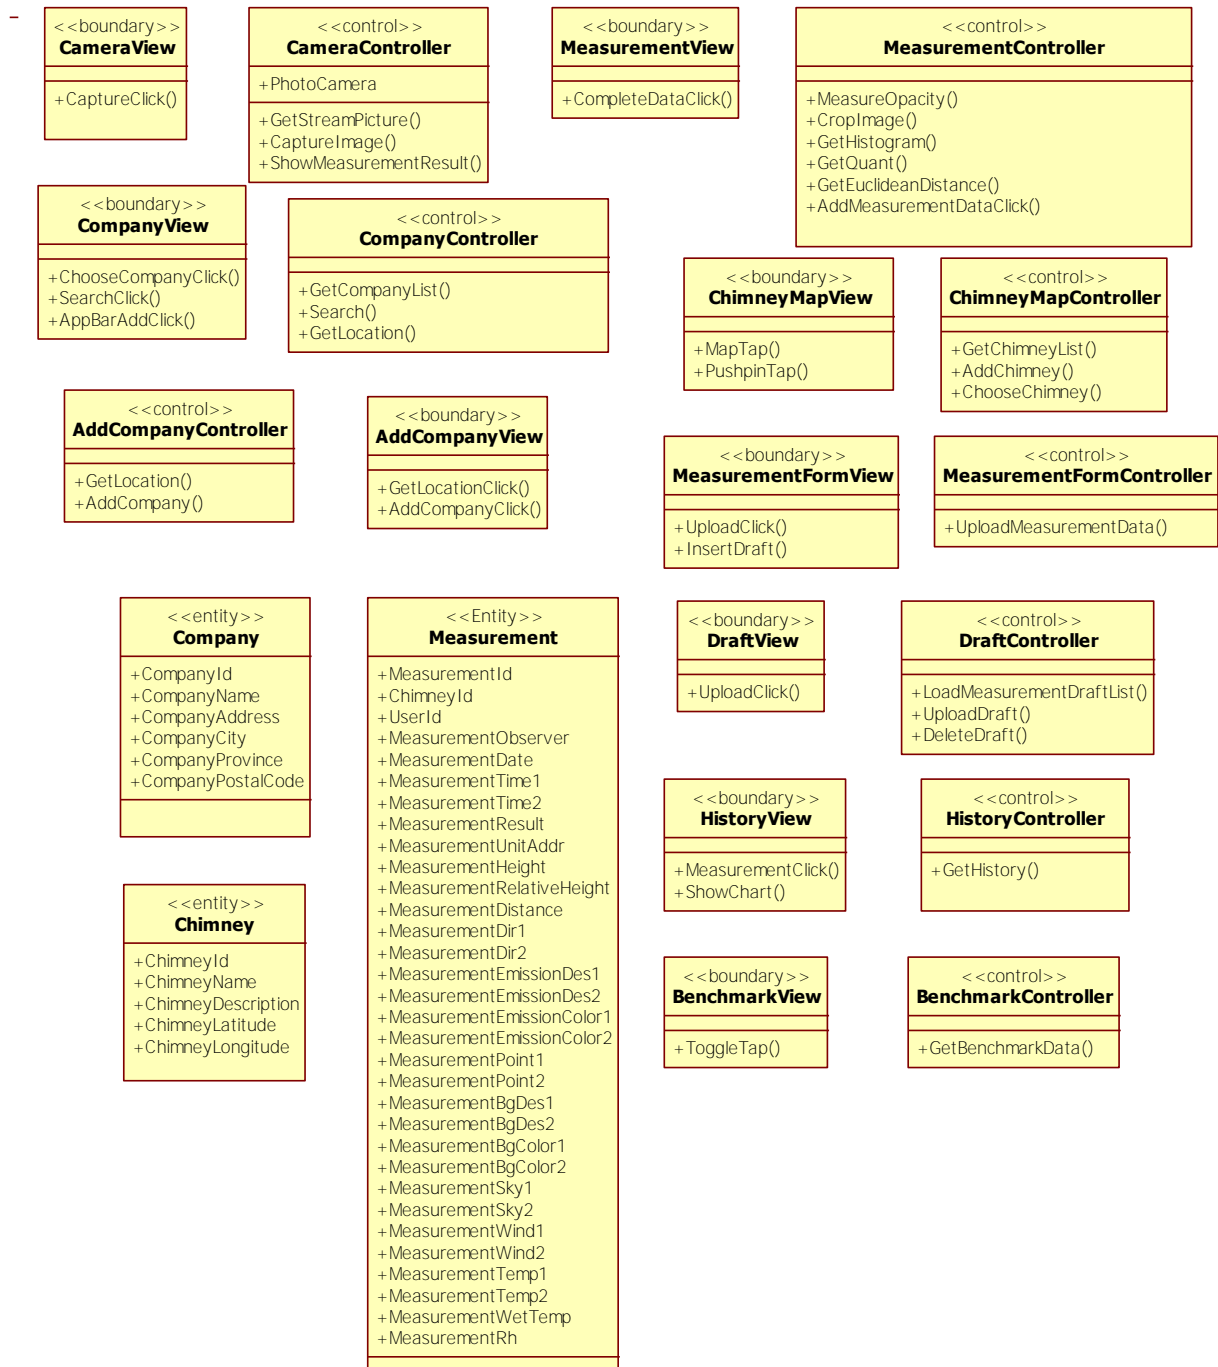 <<boundary>>
CameraView
+CaptureClick()
<<control>>
CameraController
+PhotoCamera
+GetStreamPicture()
+CaptureImage()
+ShowMeasurementResult()
<<boundary>>
MeasurementView
+CompleteDataClick()
<<control>>
MeasurementController
+MeasureOpacity()
+CropImage()
+GetHistogram()
+GetQuant()
+GetEuclideanDistance()
+AddMeasurementDataClick()
<<boundary>>
CompanyView
+ChooseCompanyClick()
+SearchClick()
+AppBarAddClick()
<<control>>
CompanyController
+GetCompanyList()
+Search()
+GetLocation()
<<boundary>>
ChimneyMapView
+MapTap()
+PushpinTap()
<<control>>
ChimneyMapController
+GetChimneyList()
+AddChimney()
+ChooseChimney()
<<control>>
AddCompanyController
+GetLocation()
+AddCompany()
<<boundary>>
AddCompanyView
+GetLocationClick()
+AddCompanyClick()
<<boundary>>
MeasurementFormView
+UploadClick()
+InsertDraft()
<<control>>
MeasurementFormController
+UploadMeasurementData()
<<entity>>
Company
+CompanyId
+CompanyName
+CompanyAddress
+CompanyCity
+CompanyProvince
+CompanyPostalCode
<<Entity>>
Measurement
+MeasurementId
+ChimneyId
+UserId
+MeasurementObserver
+MeasurementDate
+MeasurementTime1
+MeasurementTime2
+MeasurementResult
+MeasurementUnitAddr
+MeasurementHeight
+MeasurementRelativeHeight
+MeasurementDistance
+MeasurementDir1
+MeasurementDir2
+MeasurementEmissionDes1
+MeasurementEmissionDes2
+MeasurementEmissionColor1
+MeasurementEmissionColor2
+MeasurementPoint1
+MeasurementPoint2
+MeasurementBgDes1
+MeasurementBgDes2
+MeasurementBgColor1
+MeasurementBgColor2
+MeasurementSky1
+MeasurementSky2
+MeasurementWind1
+MeasurementWind2
+MeasurementTemp1
+MeasurementTemp2
+MeasurementWetTemp
+MeasurementRh
<<boundary>>
DraftView
+UploadClick()
<<control>>
DraftController
+LoadMeasurementDraftList()
+UploadDraft()
+DeleteDraft()
<<boundary>>
HistoryView
+MeasurementClick()
+ShowChart()
<<control>>
HistoryController
+GetHistory()
<<entity>>
Chimney
+ChimneyId
+ChimneyName
+ChimneyDescription
+ChimneyLatitude
+ChimneyLongitude
<<boundary>>
BenchmarkView
+ToggleTap()
<<control>>
BenchmarkController
+GetBenchmarkData()